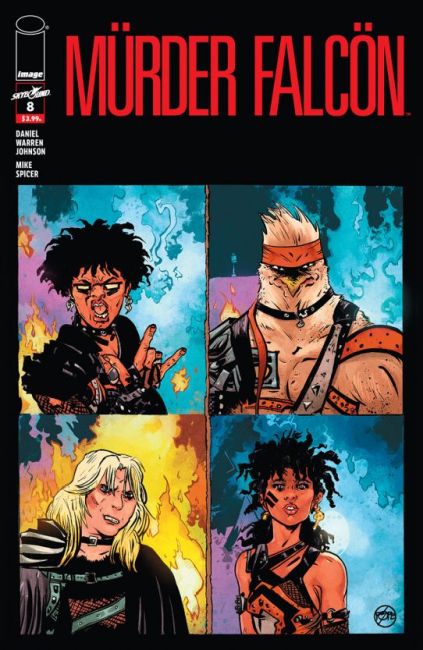 image
MÜRDER FALCÖN
SKYBOUND
8
$3.99
DANIEL
WARREN
JOHNSON
MIKE
SPICER